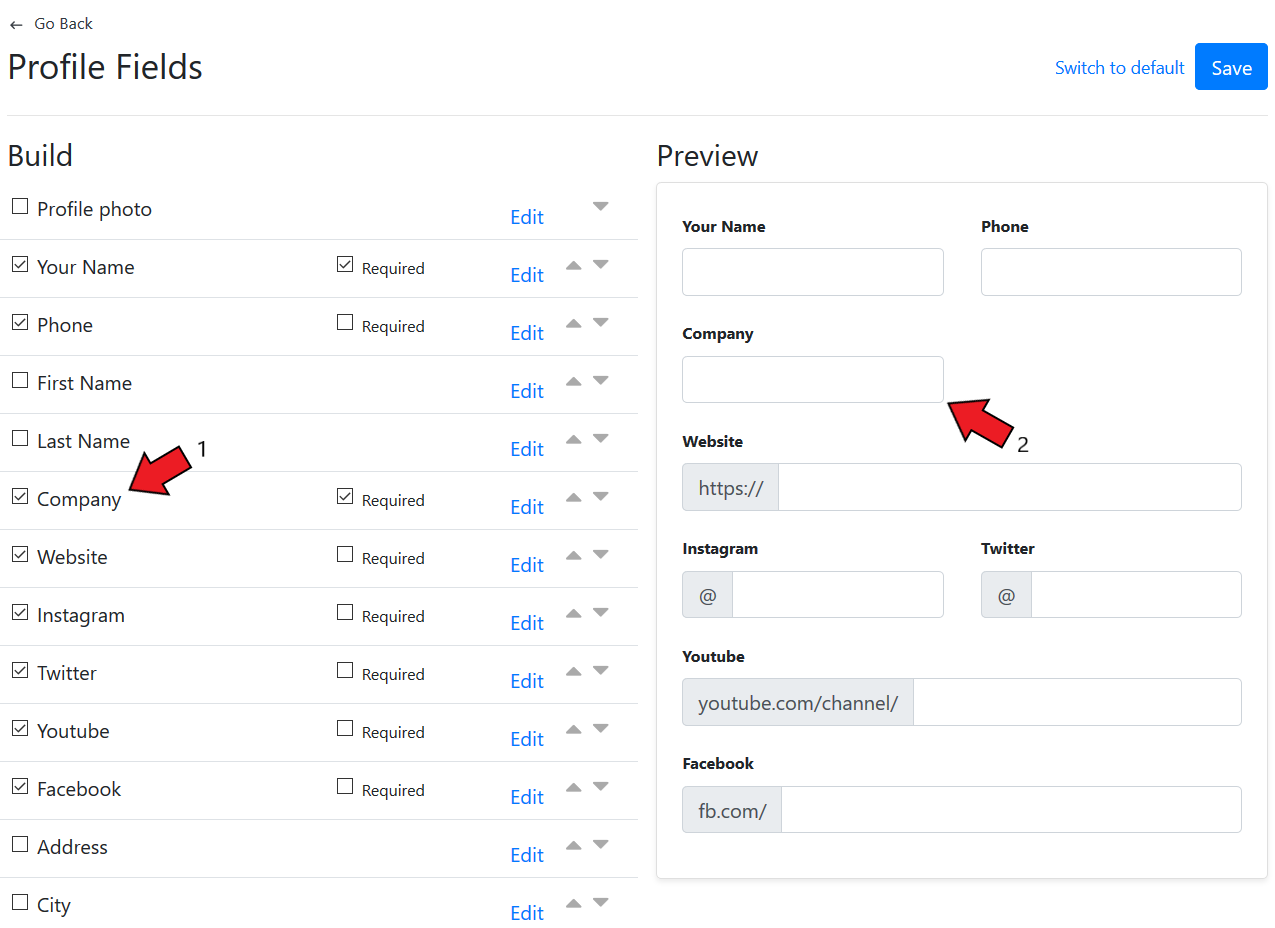 ← Go Back
Profile Fields
Switch to default Save
Build
Profile photo Edit
Your Name Required Edit
Phone Required Edit
First Name Edit
Last Name Edit
1
Company Required Edit
Website Required Edit
Instagram Required Edit
Twitter Required Edit
Youtube Required Edit
Facebook Required Edit
Address Edit
City Edit
Preview
Your Name Phone
Company
2
Website
https://
Instagram Twitter
@ @
Youtube
youtube.com/channel/
Facebook
fb.com/